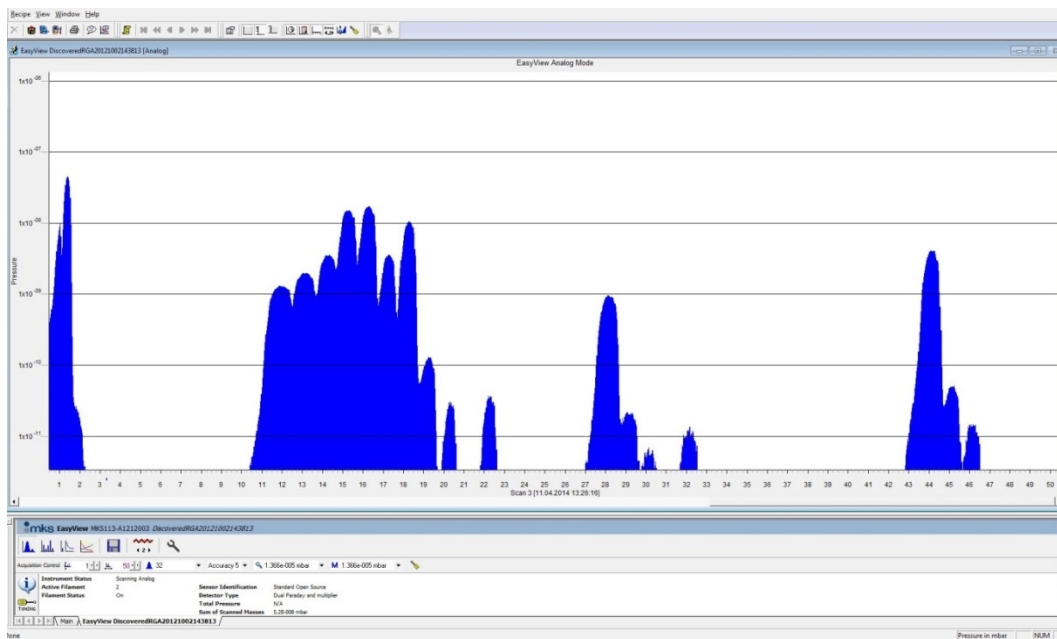 Recipe View Window Help
EasyView DiscoveredRGA20121002143813 [Analog]
EasyView Analog Mode
1x10 -06
1x10 -07
1x10 -08
1x10 -09
1x10 -10
1x10 -11
Pressure
1 2 3 4 5 6 7 8 9 10 11 12 13 14 15 16 17 18 19 20 21 22 23 24 25 26 27 28 29 30 31 32 33 34 35 36 37 38 39 40 41 42 43 44 45 46 47 48 49 50
Scan 3 [11.04.2014 13:26:16]
mks EasyView MKS113-A1212003 DiscoveredRGA20121002143813
Acquisition Control 1 50 32 Accuracy 5 1.366e-005 mbar M 1.366e-005 mbar
Instrument Status Scanning Analog
Active Filament 2 Sensor Identification Standard Open Source
Filament Status On Detector Type Dual Faraday and multiplier
TIMING Total Pressure N/A
Sum of Scanned Masses 5.20-008 mbar
Main EasyView DiscoveredRGA20121002143813
Done Pressure in mbar NUM